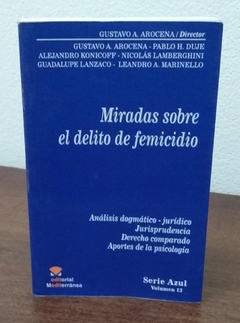 GUSTAVO A. AROCENA / Director
GUSTAVO A. AROCENA - PABLO H. DUJE
ALEJANDRO KONICOFF - NICOLÁS LAMBERGHINI
GUADALUPE LANZACO - LEANDRO A. MARINELLO
Miradas sobre
el delito de femicidio
Análisis dogmático - jurídico
Jurisprudencia
Derecho comparado
Aportes de la psicología
editorial
Mediterránea
Serie Azul
Volumen 13